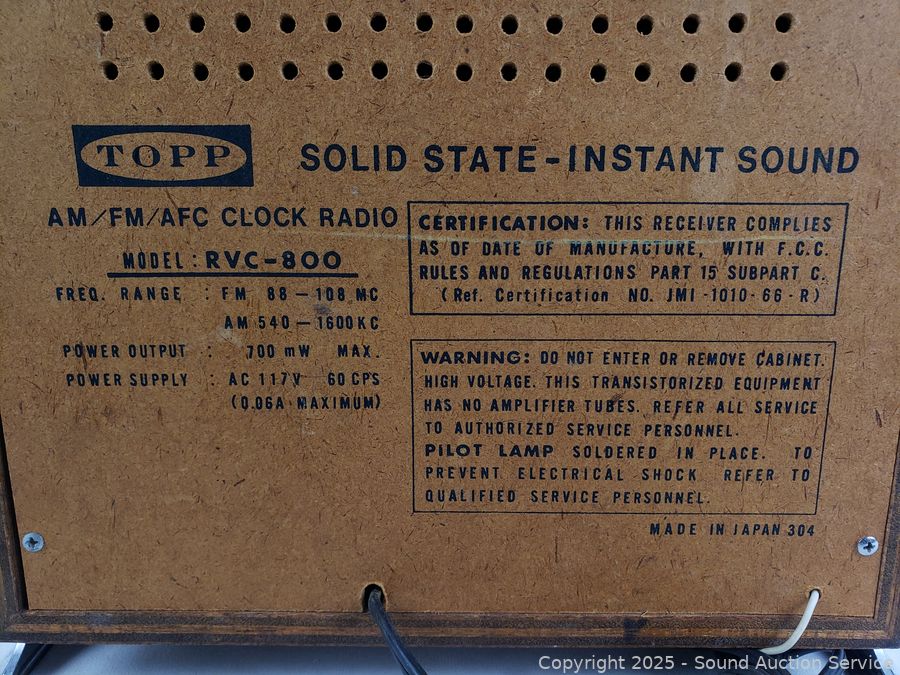 TOPP
SOLID STATE-INSTANT SOUND
AM/FM/AFC CLOCK RADIO
MODEL: RVC-800
FREQ. RANGE : FM 88 — 108 MC
AM 540 — 1600 KC
POWER OUTPUT : 700 mW MAX.
POWER SUPPLY : AC 117V 60 CPS
(0.06A MAXIMUM)
CERTIFICATION: THIS RECEIVER COMPLIES
AS OF DATE OF MANUFACTURE, WITH F.C.C.
RULES AND REGULATIONS PART 15 SUBPART C.
(Ref. Certification NO. JMI-1010-66-R)
WARNING: DO NOT ENTER OR REMOVE CABINET.
HIGH VOLTAGE. THIS TRANSISTORIZED EQUIPMENT
HAS NO AMPLIFIER TUBES. REFER ALL SERVICE
TO AUTHORIZED SERVICE PERSONNEL.
PILOT LAMP SOLDERED IN PLACE. TO
PREVENT ELECTRICAL SHOCK REFER TO
QUALIFIED SERVICE PERSONNEL.
MADE IN JAPAN 304
Copyright 2025 - Sound Auction Service